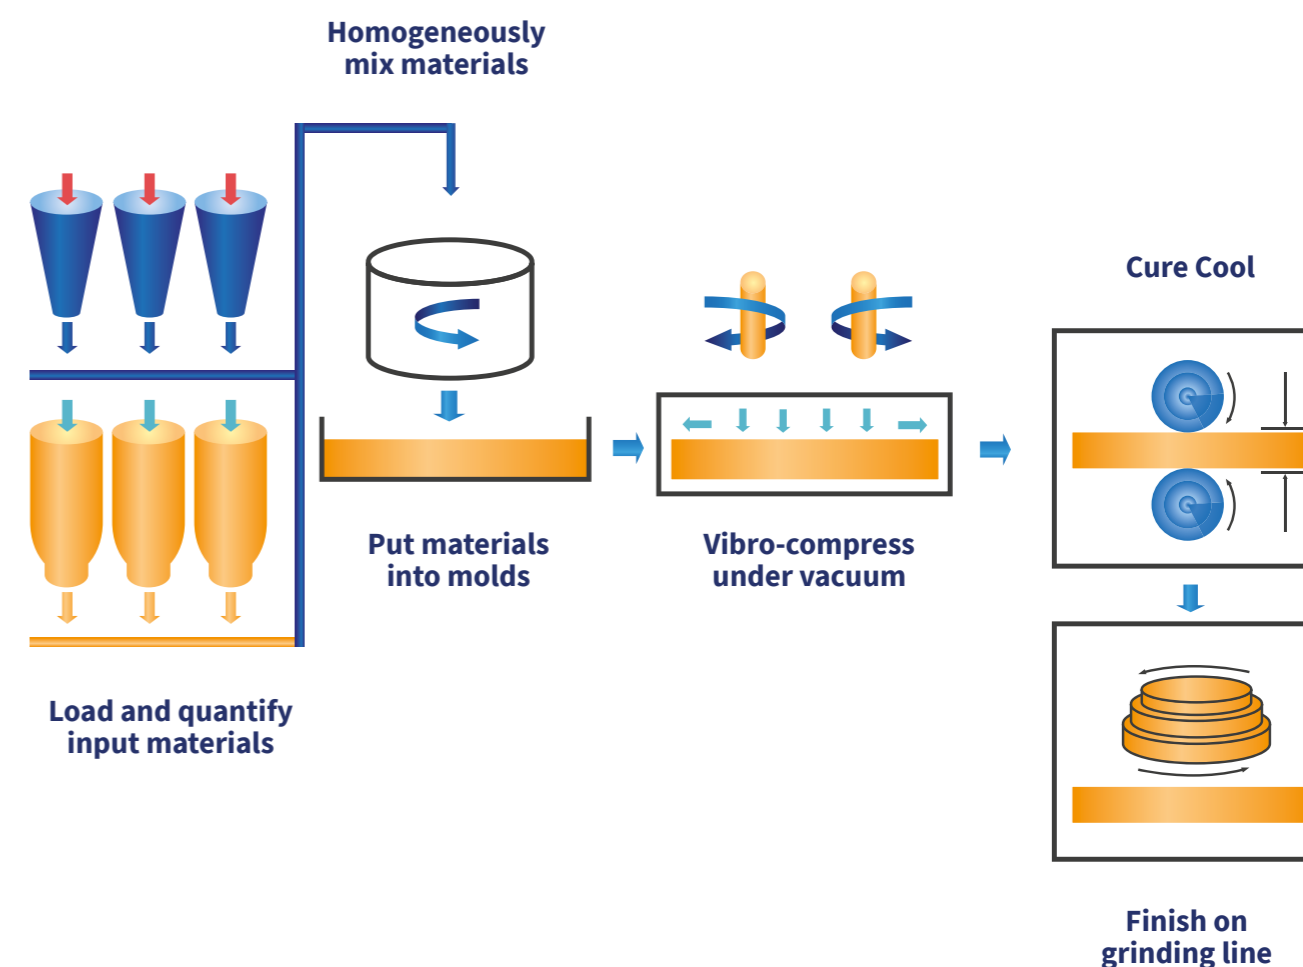 Homogeneously
mix materials
Cure Cool
Put materials
into molds
Vibro-compress
under vacuum
Load and quantify
input materials
Finish on
grinding line